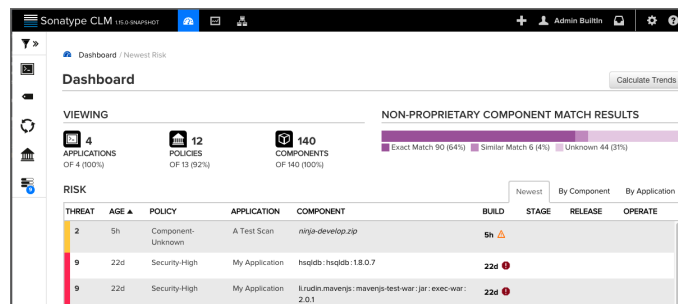 Sonatype CLM 1.15.0-SNAPSHOT
Admin BuiltIn
Dashboard / Newest Risk
Dashboard
Calculate Trends
VIEWING
NON-PROPRIETARY COMPONENT MATCH RESULTS
4
APPLICATIONS
OF 4 (100%)
12
POLICIES
OF 13 (92%)
140
COMPONENTS
OF 140 (100%)
Exact Match 90 (64%) Similar Match 6 (4%) Unknown 44 (31%)
9
RISK
Newest By Component By Application
THREAT AGE POLICY APPLICATION COMPONENT BUILD STAGE RELEASE OPERATE
2 5h Component-Unknown A Test Scan ninja-develop.zip 5h
9 22d Security-High My Application hsqldb : hsqldb : 1.8.0.7 22d
9 22d Security-High My Application li.rudin.mavenjs : mavenjs-test-war : jar : exec-war : 2.0.1 22d